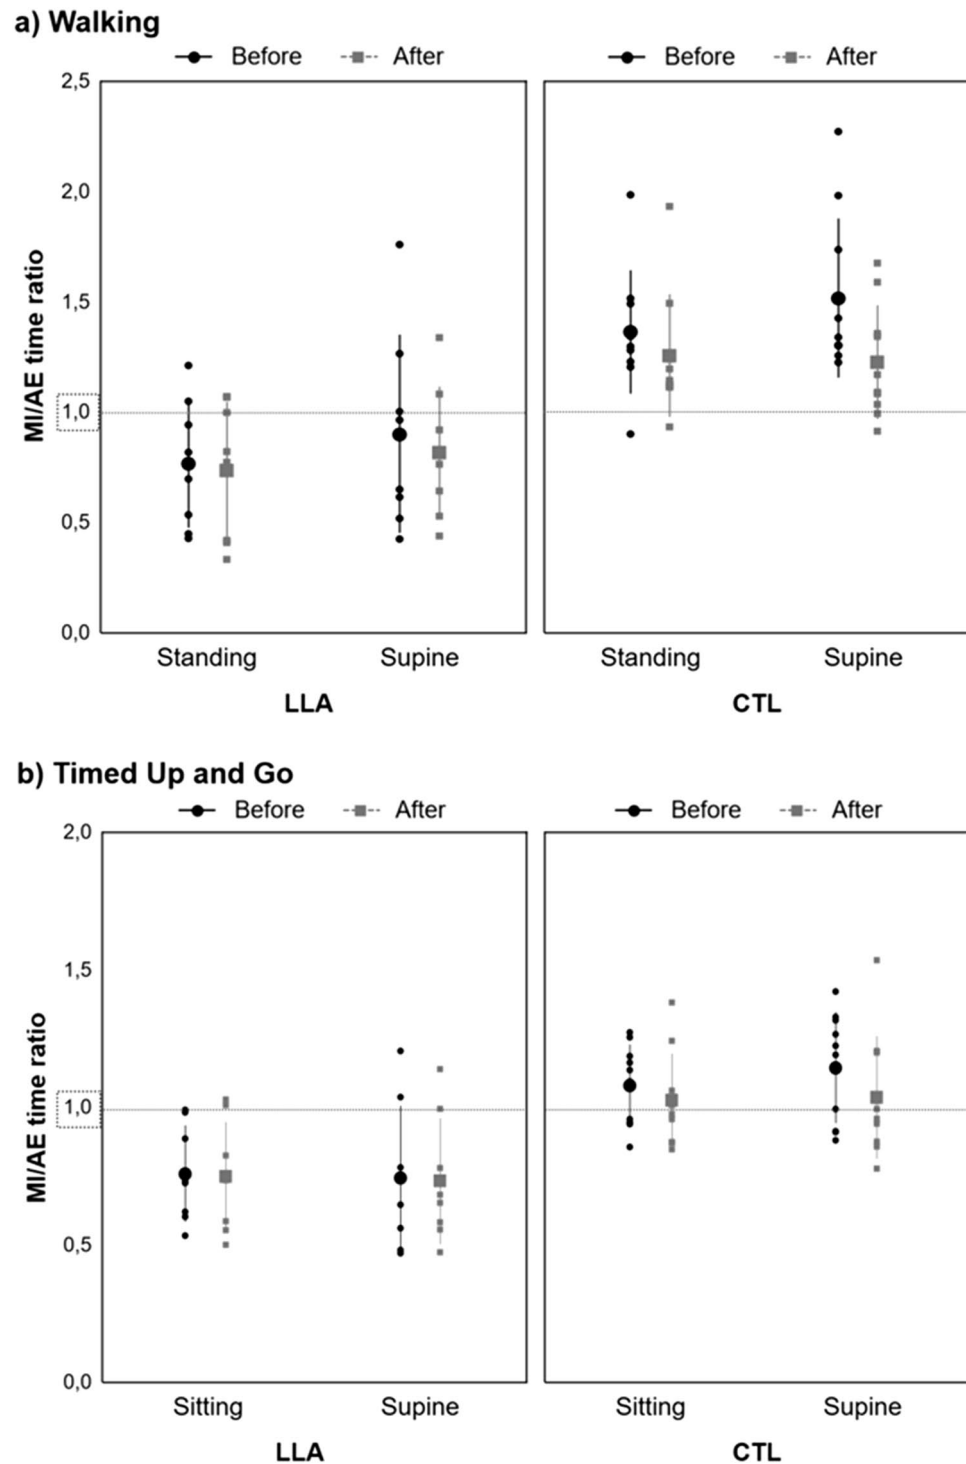 a) Walking
Before After Before After
2,5
2,0
1,5
1,0
0,5
0,0
MI/AE time ratio
Standing Supine Standing Supine
LLA CTL
b) Timed Up and Go
Before After Before After
2,0
1,5
1,0
0,5
0,0
MI/AE time ratio
Sitting Supine Sitting Supine
LLA CTL